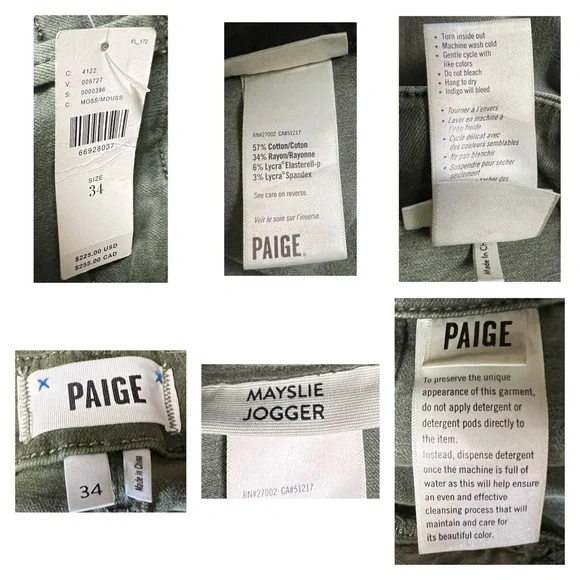 FL_172
C: 4122
V: 005727
S: 0000396
C: MOSS/MOUSS
66928037
SIZE
34
$225.00 USD
$255.00 CAD
RN#27002 CA#51217
57% Cotton/Coton
34% Rayon/Rayonne
6% Lycra® Elasterell-p
3% Lycra® Spandex
See care on reverse.
Voir le soin sur l'inverse.
PAIGE®
• Turn inside out
• Machine wash cold
• Gentle cycle with
like colors
• Do not bleach
• Hang to dry
• Indigo will bleed
• Tourner à l'envers
• Laver en machine à
l'eau froide
• Cycle délicat avec
des couleurs semblables
• Ne pas blanchir
• Suspendre pour sécher
seulement
Made In
PAIGE
34
Made In China
MAYSLIE
JOGGER
RN#27002 CA#51217
PAIGE
To preserve the unique
appearance of this garment,
do not apply detergent or
detergent pods directly to
the item.
Instead, dispense detergent
once the machine is full of
water as this will help ensure
an even and effective
cleansing process that will
maintain and care for
its beautiful color.